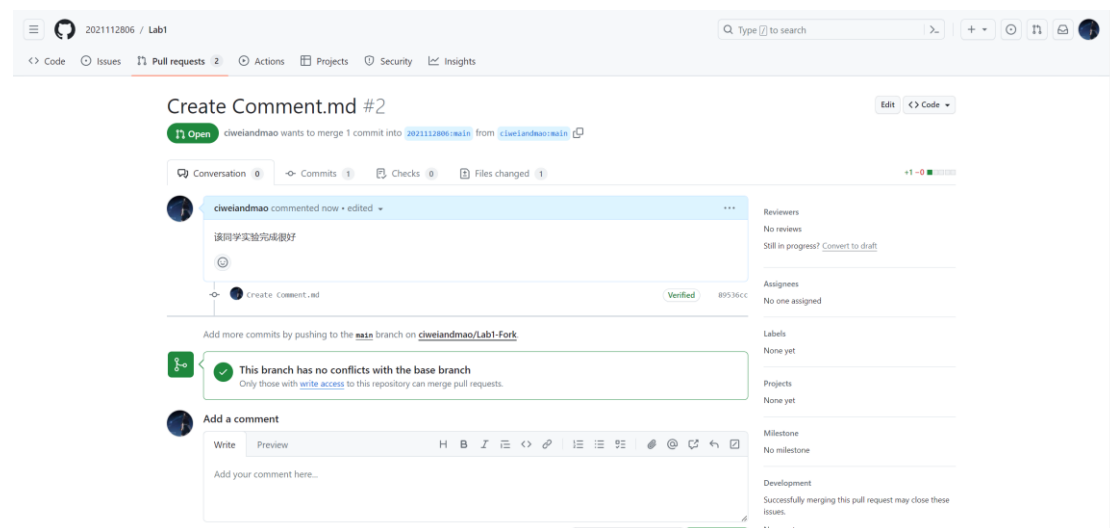 2021112806 / Lab1
Type / to search
Code Issues Pull requests 2 Actions Projects Security Insights
Create Comment.md #2
Edit <> Code
Open ciweiandmao wants to merge 1 commit into 2021112806:main from ciweiandmao:main
Conversation 0 Commits 1 Checks 0 Files changed 1
+1 −0
ciweiandmao commented now • edited
该同学实验完成很好
Create Comment.md Verified 89536cc
Add more commits by pushing to the main branch on ciweiandmao/Lab1-Fork.
This branch has no conflicts with the base branch
Only those with write access to this repository can merge pull requests.
Add a comment
Write Preview
Add your comment here...
Reviewers
No reviews
Still in progress? Convert to draft
Assignees
No one assigned
Labels
None yet
Projects
None yet
Milestone
No milestone
Development
Successfully merging this pull request may close these
issues.